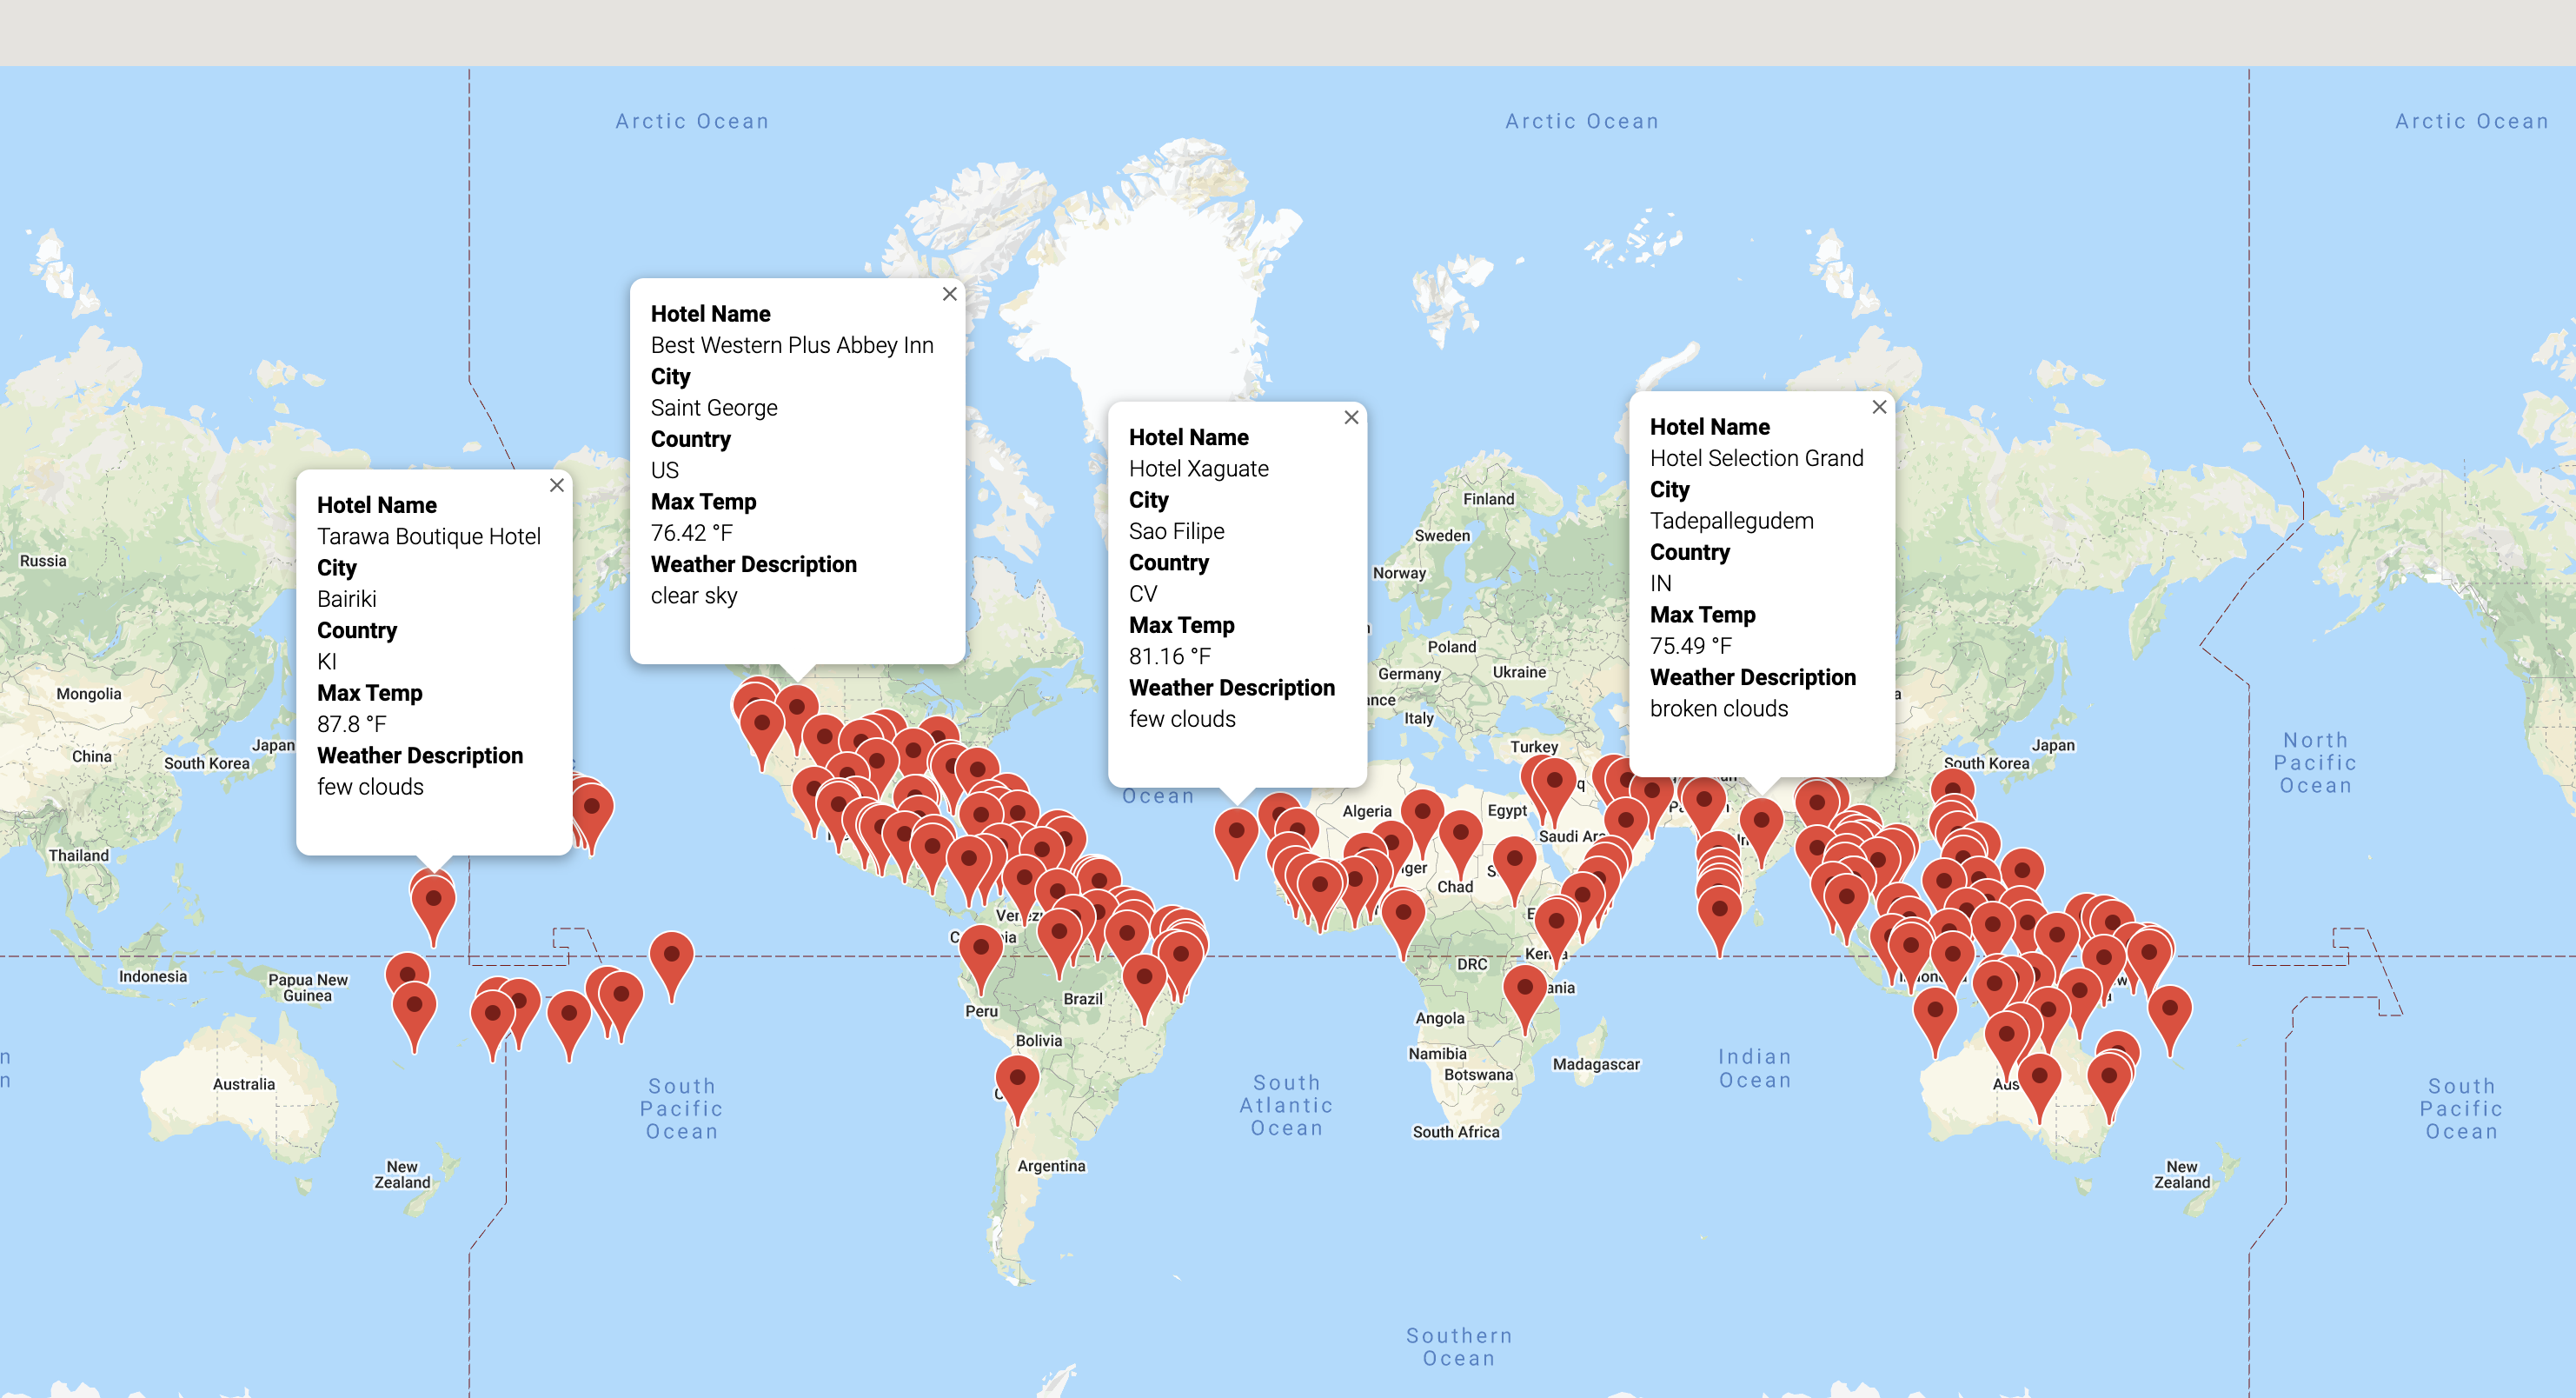 Arctic Ocean
Arctic Ocean
Arctic Ocean
Hotel Name
Best Western Plus Abbey Inn
City
Saint George
Country
US
Max Temp
76.42 °F
Weather Description
clear sky
Hotel Name
Hotel Xaguate
City
Sao Filipe
Country
CV
Max Temp
81.16 °F
Weather Description
few clouds
Hotel Name
Hotel Selection Grand
City
Tadepallegudem
Country
IN
Max Temp
75.49 °F
Weather Description
broken clouds
Hotel Name
Tarawa Boutique Hotel
City
Bairiki
Country
KI
Max Temp
87.8 °F
Weather Description
few clouds
Finland
Sweden
Norway
Russia
Poland
Germany
Ukraine
Italy
Turkey
Mongolia
China
South Korea
Japan
Thailand
Japan
South Korea
North
Pacific
Ocean
Ocean
Algeria
Egypt
Chad
DRC
Angola
Namibia
Botswana
Madagascar
South Africa
Indonesia
Papua New
Guinea
Australia
New
Zealand
South
Pacific
Ocean
Peru
Brazil
Bolivia
Argentina
South
Atlantic
Ocean
Indian
Ocean
New
Zealand
South
Pacific
Ocean
Southern
Ocean